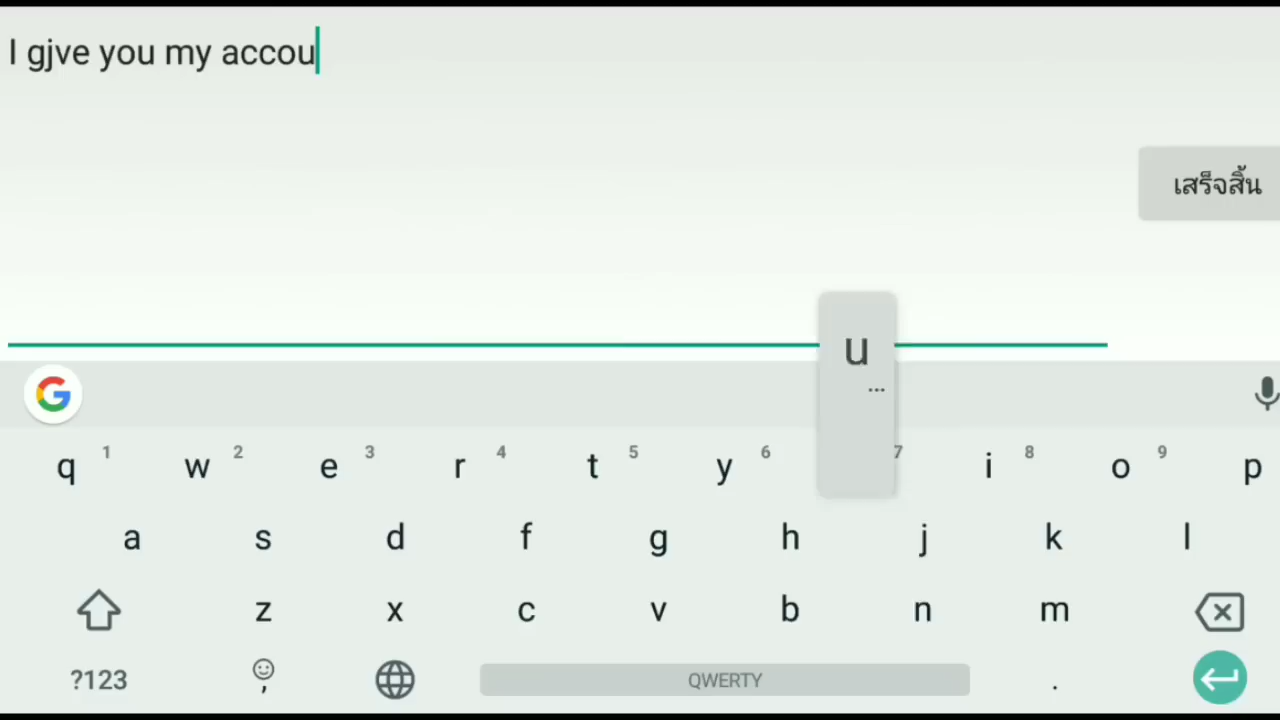 I gjve you my accou
เสร็จสิ้น
u
...
q 1 w 2 e 3 r 4 t 5 y 6 7 i 8 o 9 p
a s d f g h j k l
z x c v b n m
?123 , QWERTY .